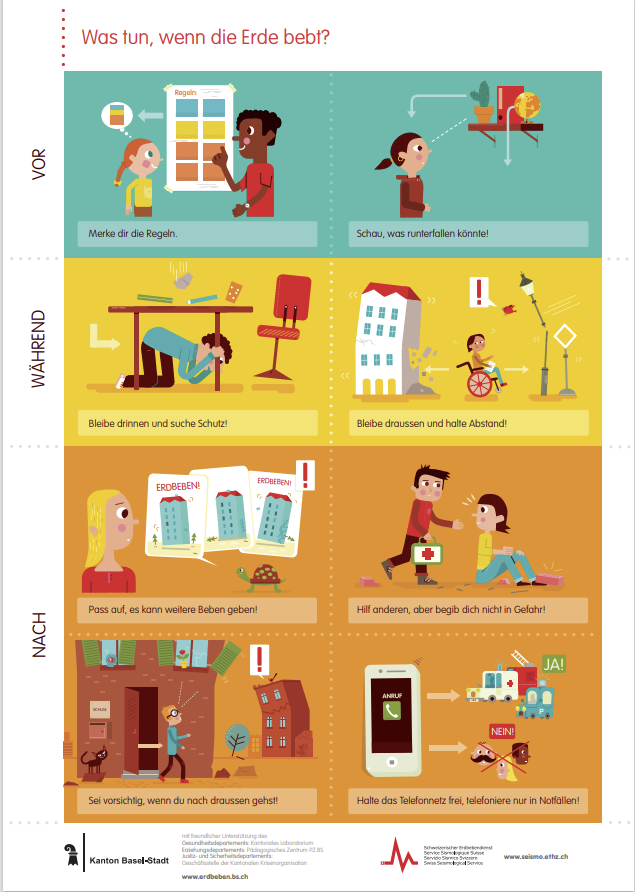 Was tun, wenn die Erde bebt?
VOR
Regeln:
Merke dir die Regeln.
Schau, was runterfallen könnte!
WÄHREND
Bleibe drinnen und suche Schutz!
Bleibe draussen und halte Abstand!
NACH
ERDBEBEN!
ERDBEBEN!
Pass auf, es kann weitere Beben geben!
Hilf anderen, aber begib dich nicht in Gefahr!
SCHULE
ANRUF
JA!
P
NEIN!
Sei vorsichtig, wenn du nach draussen gehst!
Halte das Telefonnetz frei, telefoniere nur in Notfällen!
Kanton Basel-Stadt
mit freundlicher Unterstützung des
Gesundheitsdepartements: Kantonales Laboratorium
Erziehungsdepartements: Pädagogisches Zentrum PZ.BS
Justiz- und Sicherheitsdepartements:
Geschäftsstelle der Kantonalen Krisenorganisation
www.erdbeben.bs.ch
Schweizerischer Erdbebendienst
Service Sismologique Suisse
Servizio Sismico Svizzero
Swiss Seismological Service
www.seismo.ethz.ch